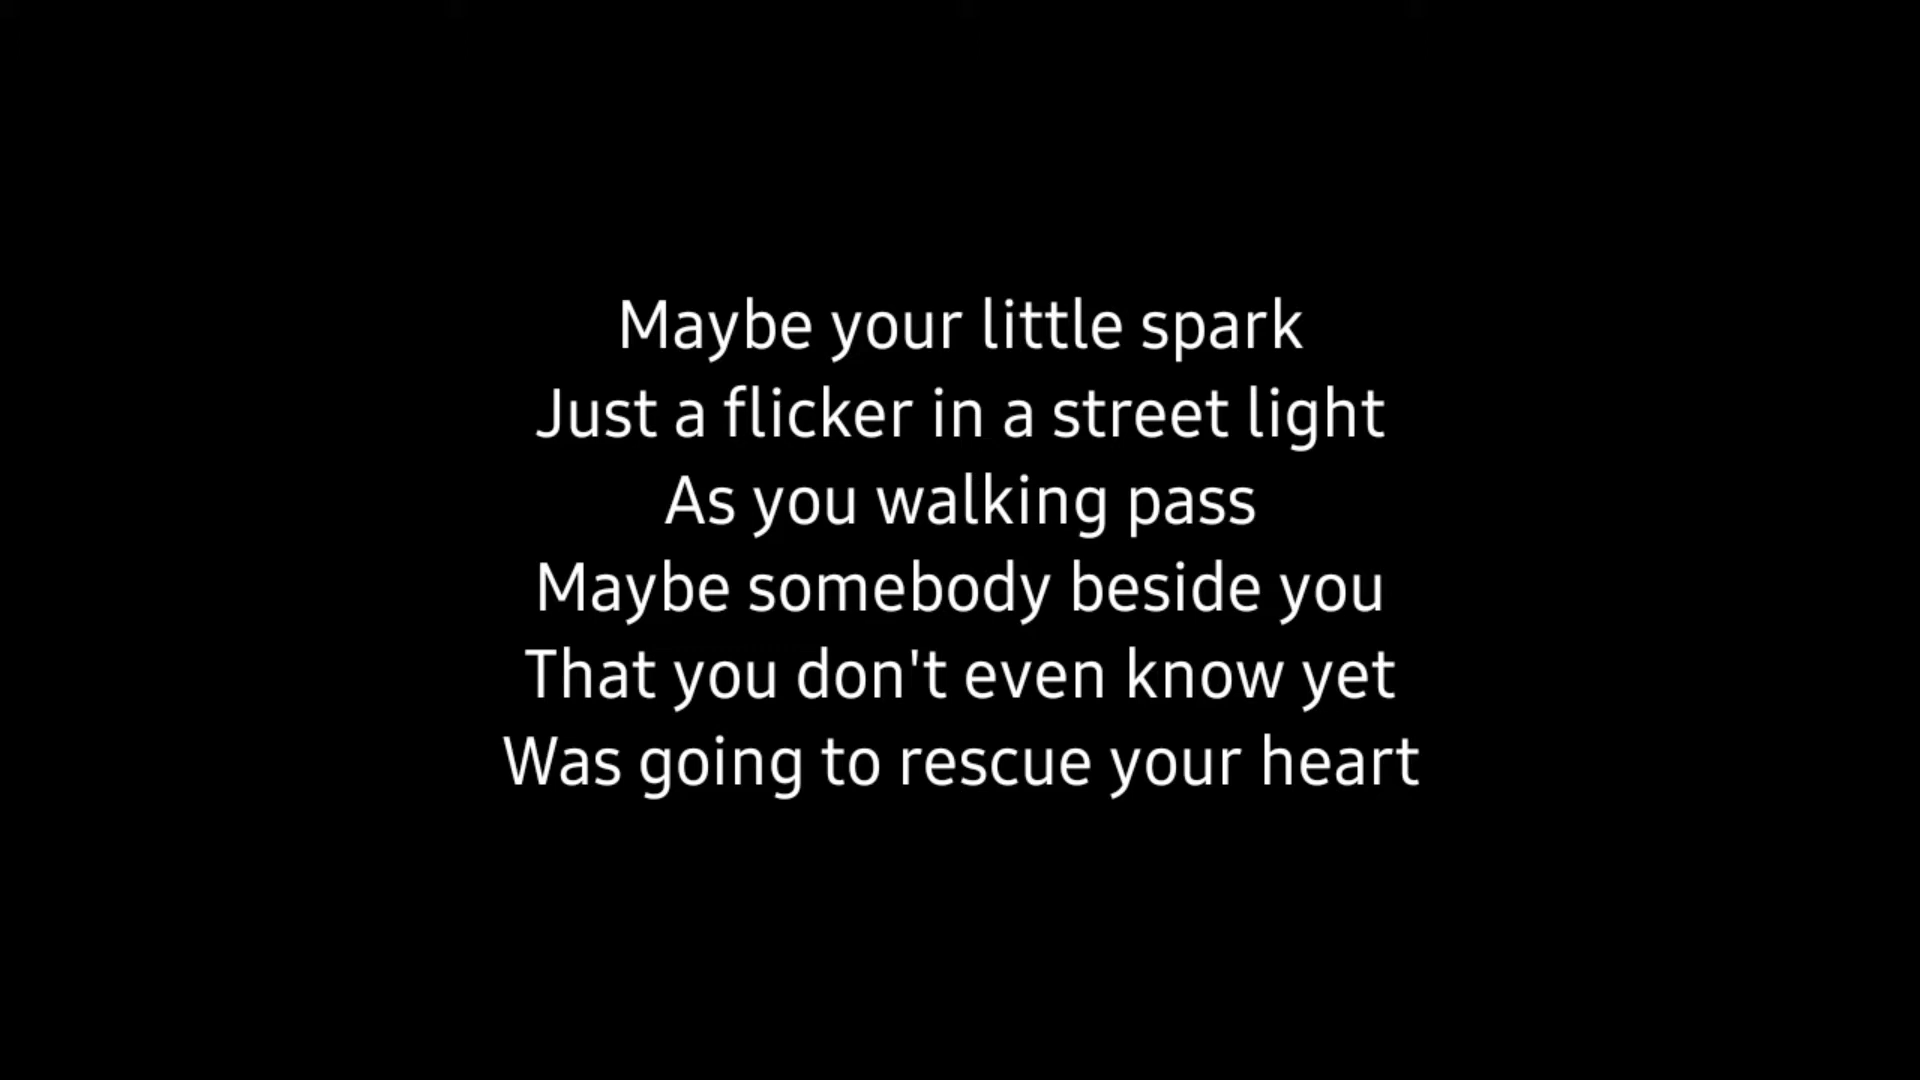 Maybe your little spark
Just a flicker in a street light
As you walking pass
Maybe somebody beside you
That you don't even know yet
Was going to rescue your heart